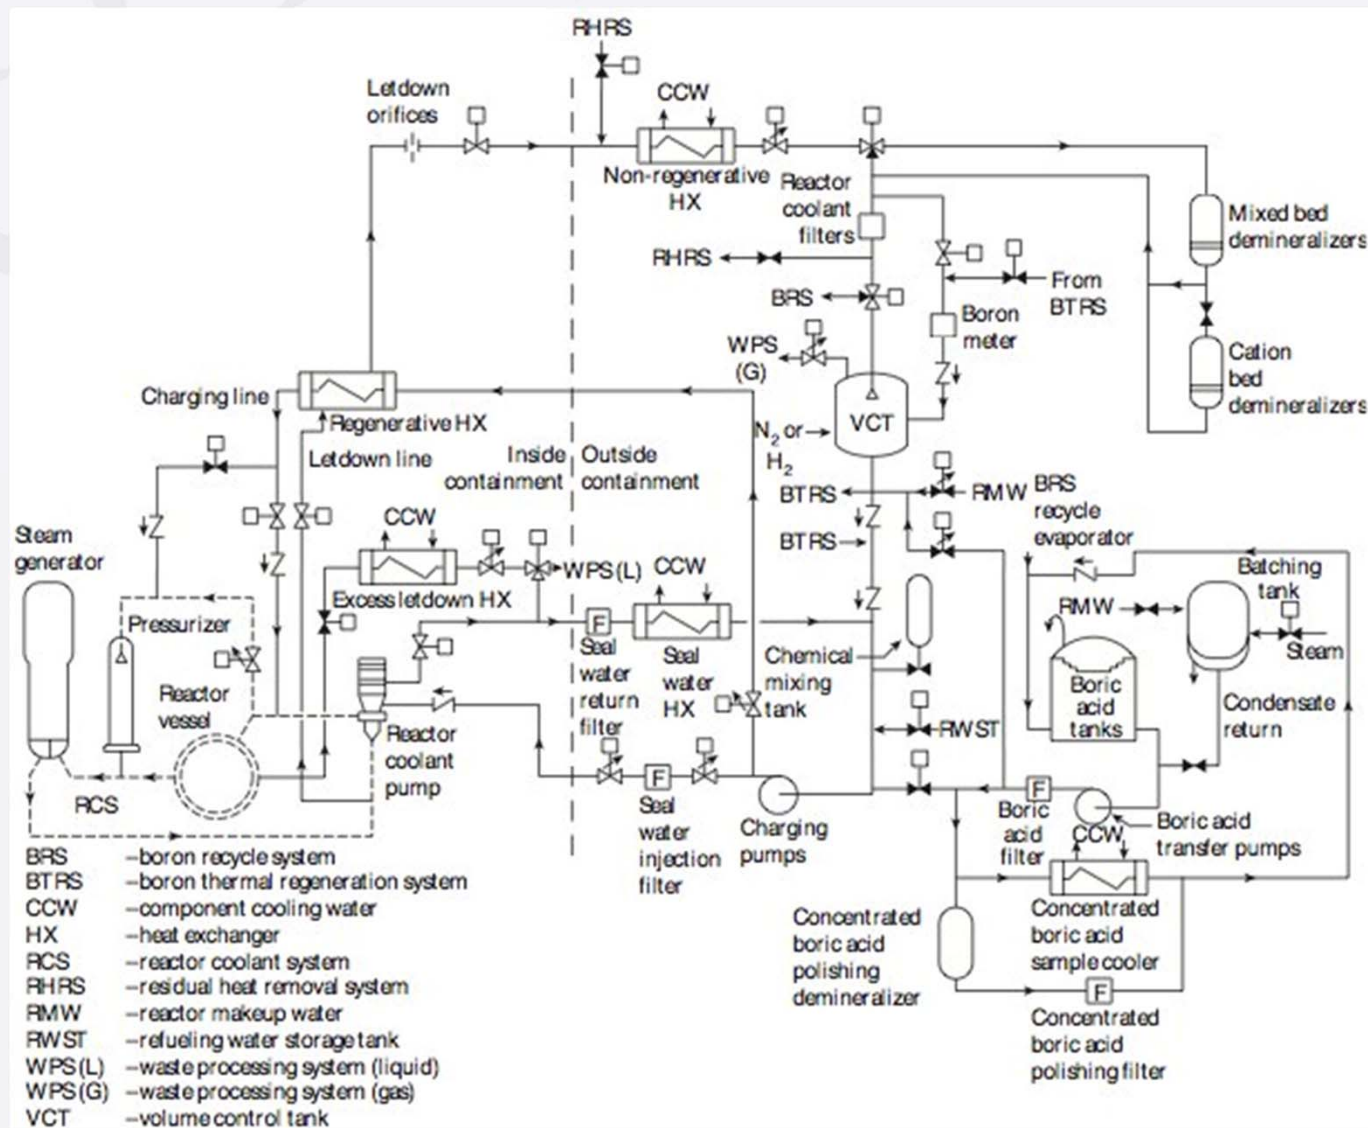 RHRS
Letdown
orifices
CCW
Non-regenerative
HX
Reactor
coolant
filters
Mixed bed
demineralizers
RHRS
From
BTRS
BRS
Boron
meter
WPS
(G)
Cation
bed
demineralizers
Charging line
Regenerative HX
VCT
N2 or
H2
Letdown line
Inside
containment
Outside
containment
BTRS
RMW
BRS
recycle
evaporator
CCW
Steam
generator
BTRS
WPS(L)
CCW
Batching
tank
Excess letdown HX
RMW
Pressurizer
Seal
water
return
filter
Seal
water
HX
Chemical
mixing
tank
Steam
Reactor
vessel
Boric
acid
tanks
Condensate
return
RWST
Reactor
coolant
pump
RCS
F
F
F
F
Seal
water
injection
filter
Charging
pumps
Boric
acid
filter
CCW
Boric acid
transfer pumps
Concentrated
boric acid
polishing
demineralizer
Concentrated
boric acid
sample cooler
Concentrated
boric acid
polishing filter
BRS –boron recycle system
BTRS –boron thermal regeneration system
CCW –component cooling water
HX –heat exchanger
RCS –reactor coolant system
RHRS –residual heat removal system
RMW –reactor makeup water
RWST –refueling water storage tank
WPS(L) –waste processing system (liquid)
WPS(G) –waste processing system (gas)
VCT –volume control tank